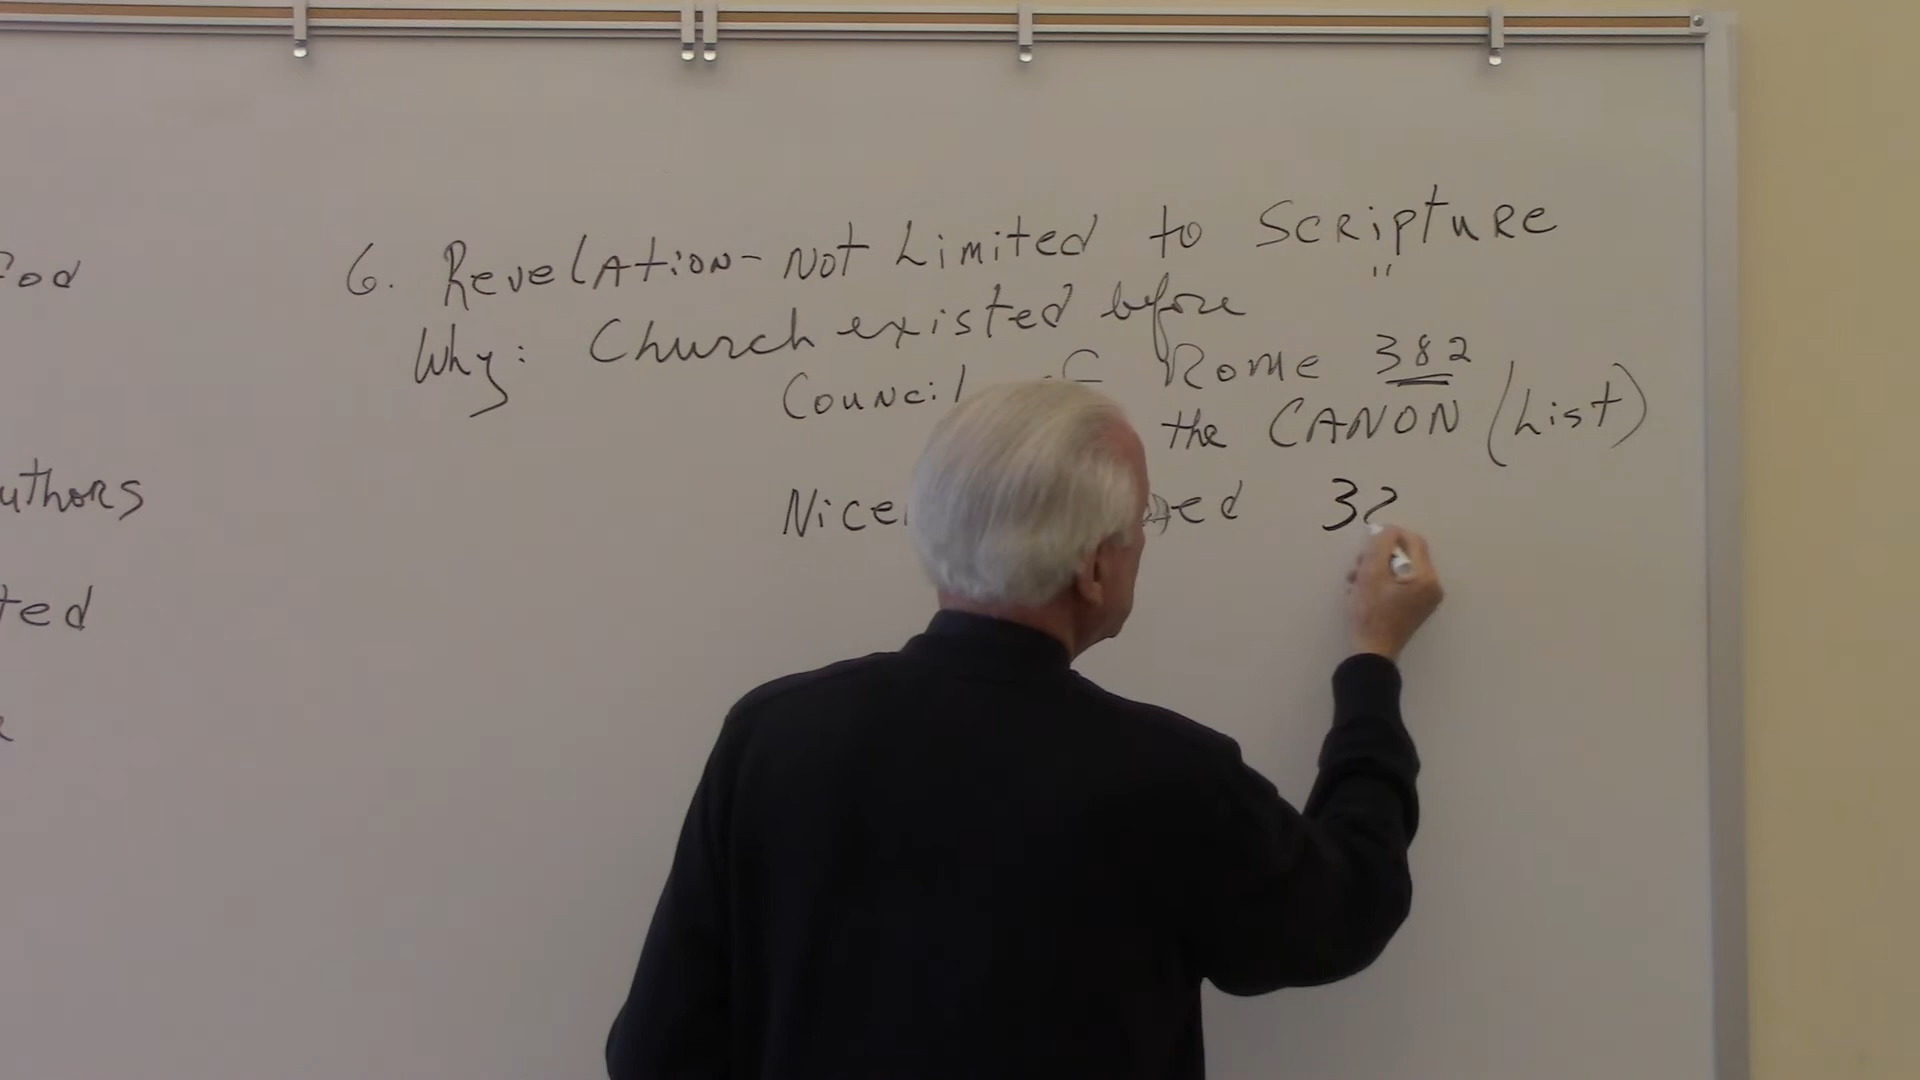 6. Revelation - Not Limited to Scripture
Why: Church existed before "
Council of Rome 382
the CANON (List)
Nice ed 32
uthors
ted